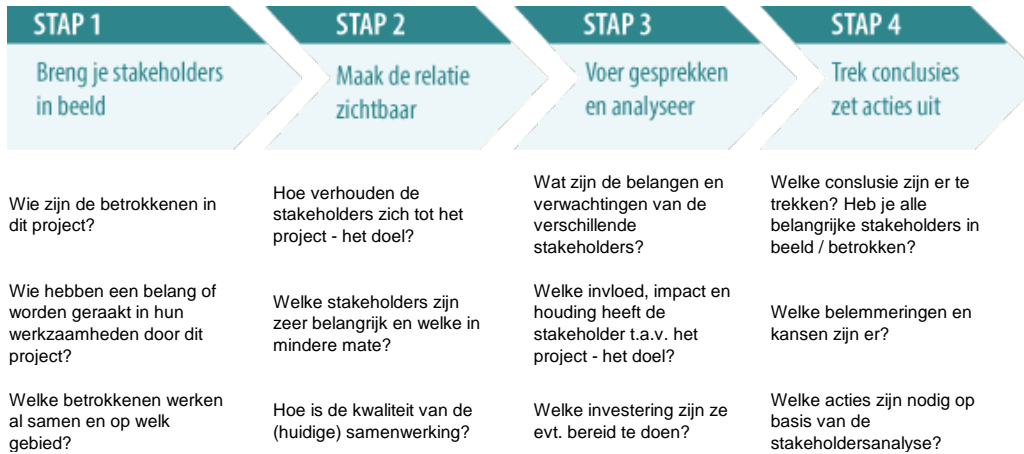 STAP 1
Breng je stakeholders
in beeld
STAP 2
Maak de relatie
zichtbaar
STAP 3
Voer gesprekken
en analyseer
STAP 4
Trek conclusies
zet acties uit
Wie zijn de betrokkenen in
dit project?
Hoe verhouden de
stakeholders zich tot het
project - het doel?
Wat zijn de belangen en
verwachtingen van de
verschillende
stakeholders?
Welke conslusie zijn er te
trekken? Heb je alle
belangrijke stakeholders in
beeld / betrokken?
Wie hebben een belang of
worden geraakt in hun
werkzaamheden door dit
project?
Welke stakeholders zijn
zeer belangrijk en welke in
mindere mate?
Welke invloed, impact en
houding heeft de
stakeholder t.a.v. het
project - het doel?
Welke belemmeringen en
kansen zijn er?
Welke betrokkenen werken
al samen en op welk
gebied?
Hoe is de kwaliteit van de
(huidige) samenwerking?
Welke investering zijn ze
evt. bereid te doen?
Welke acties zijn nodig op
basis van de
stakeholdersanalyse?